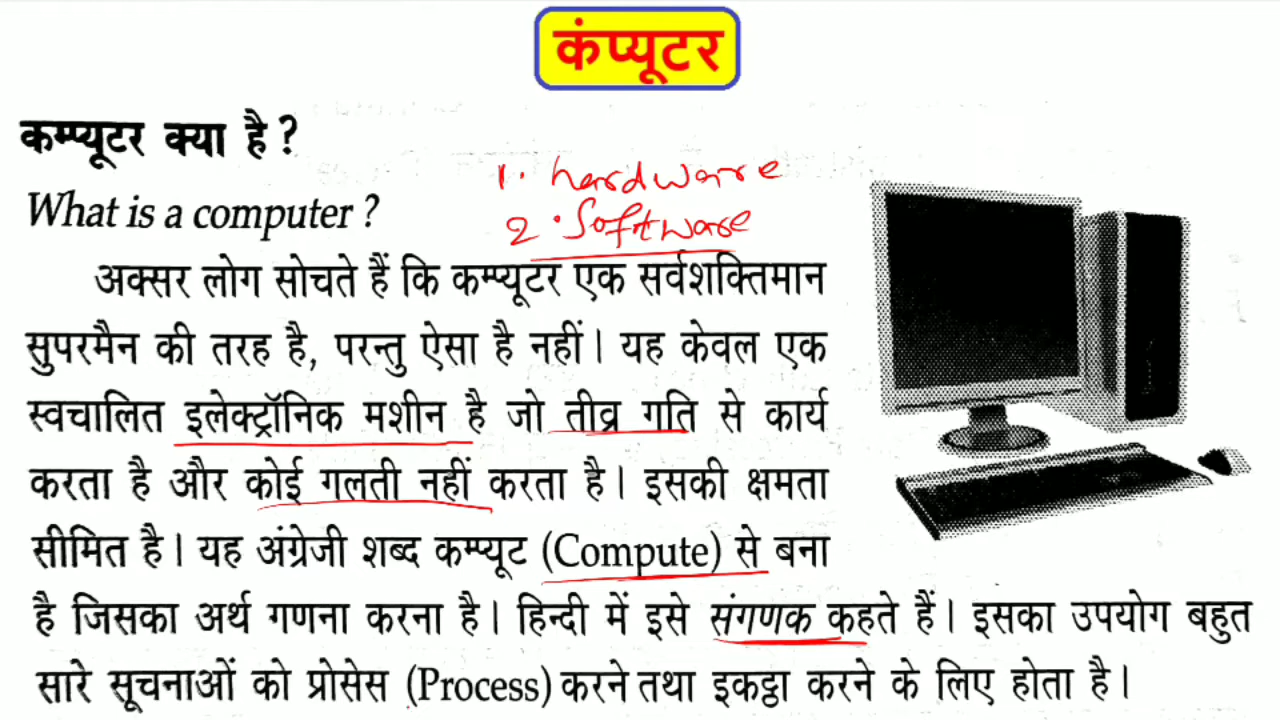 कंप्यूटर
कम्प्यूटर क्या है ?
1. hardware
What is a computer ?
2. Software
अक्सर लोग सोचते हैं कि कम्प्यूटर एक सर्वशक्तिमान
सुपरमैन की तरह है, परन्तु ऐसा है नहीं। यह केवल एक
स्वचालित इलेक्ट्रॉनिक मशीन है जो तीव्र गति से कार्य
करता है और कोई गलती नहीं करता है। इसकी क्षमता
सीमित है। यह अंग्रेजी शब्द कम्प्यूट (Compute) से बना
है जिसका अर्थ गणना करना है। हिन्दी में इसे संगणक कहते हैं। इसका उपयोग बहुत
सारे सूचनाओं को प्रोसेस (Process) करने तथा इकट्ठा करने के लिए होता है।